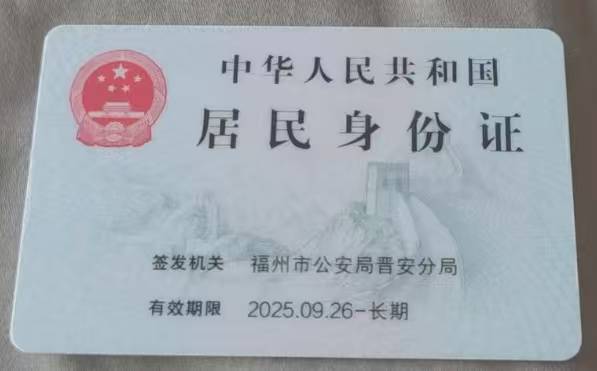 中华人民共和国
居民身份证
签发机关 福州市公安局晋安分局
有效期限 2025.09.26-长期